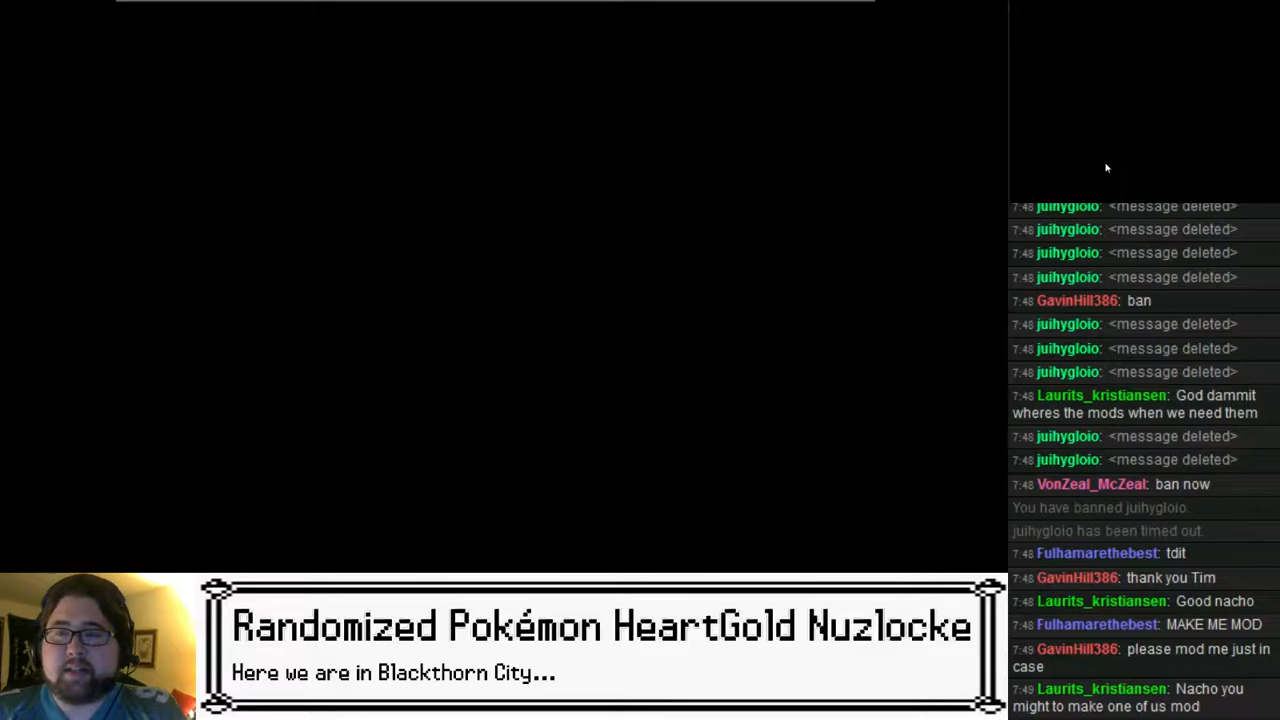 7:48 juihygloio: <message deleted>
7:48 juihygloio: <message deleted>
7:48 juihygloio: <message deleted>
7:48 juihygloio: <message deleted>
7:48 GavinHill386: ban
7:48 juihygloio: <message deleted>
7:48 juihygloio: <message deleted>
7:48 juihygloio: <message deleted>
7:48 Laurits_kristiansen: God dammit
wheres the mods when we need them
7:48 juihygloio: <message deleted>
7:48 juihygloio: <message deleted>
7:48 VonZeal_McZeal: ban now
You have banned juihygloio.
juihygloio has been timed out.
7:48 Fulhamarethebest: tdit
7:48 GavinHill386: thank you Tim
7:48 Laurits_kristiansen: Good nacho
7:48 Fulhamarethebest: MAKE ME MOD
7:49 GavinHill386: please mod me just in
case
7:49 Laurits_kristiansen: Nacho you
might to make one of us mod
Randomized Pokémon HeartGold Nuzlocke
Here we are in Blackthorn City...